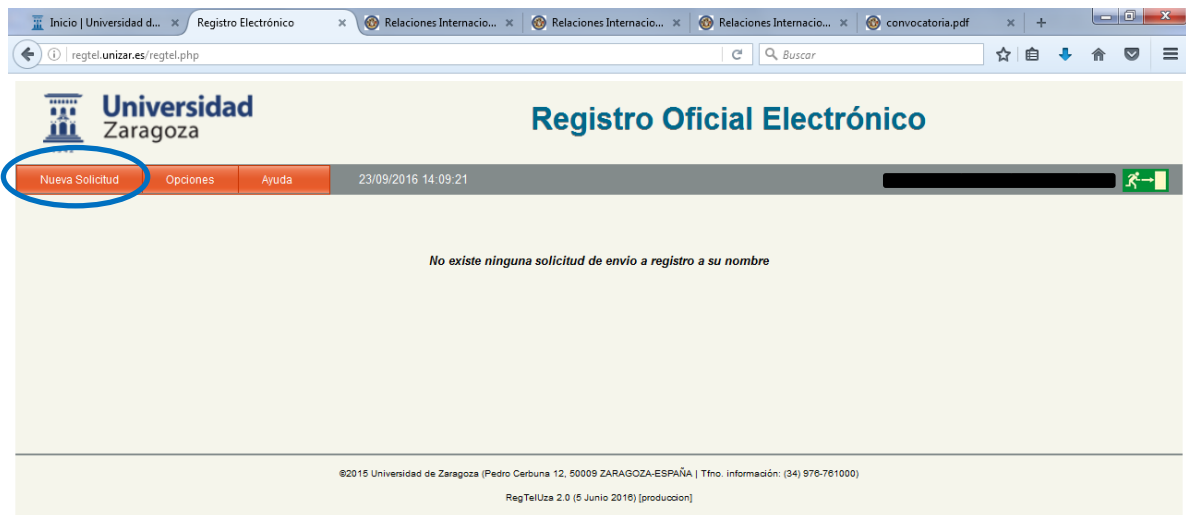 Inicio | Universidad d... Registro Electrónico Relaciones Internacio... Relaciones Internacio... Relaciones Internacio... convocatoria.pdf
regtel.unizar.es/regtel.php Buscar
Universidad
Zaragoza
Registro Oficial Electrónico
Nueva Solicitud Opciones Ayuda 23/09/2016 14:09:21
No existe ninguna solicitud de envio a registro a su nombre
©2015 Universidad de Zaragoza (Pedro Cerbuna 12, 50009 ZARAGOZA-ESPAÑA | Tfno. información: (34) 976-761000)
RegTelUza 2.0 (5 Junio 2016) [produccion]